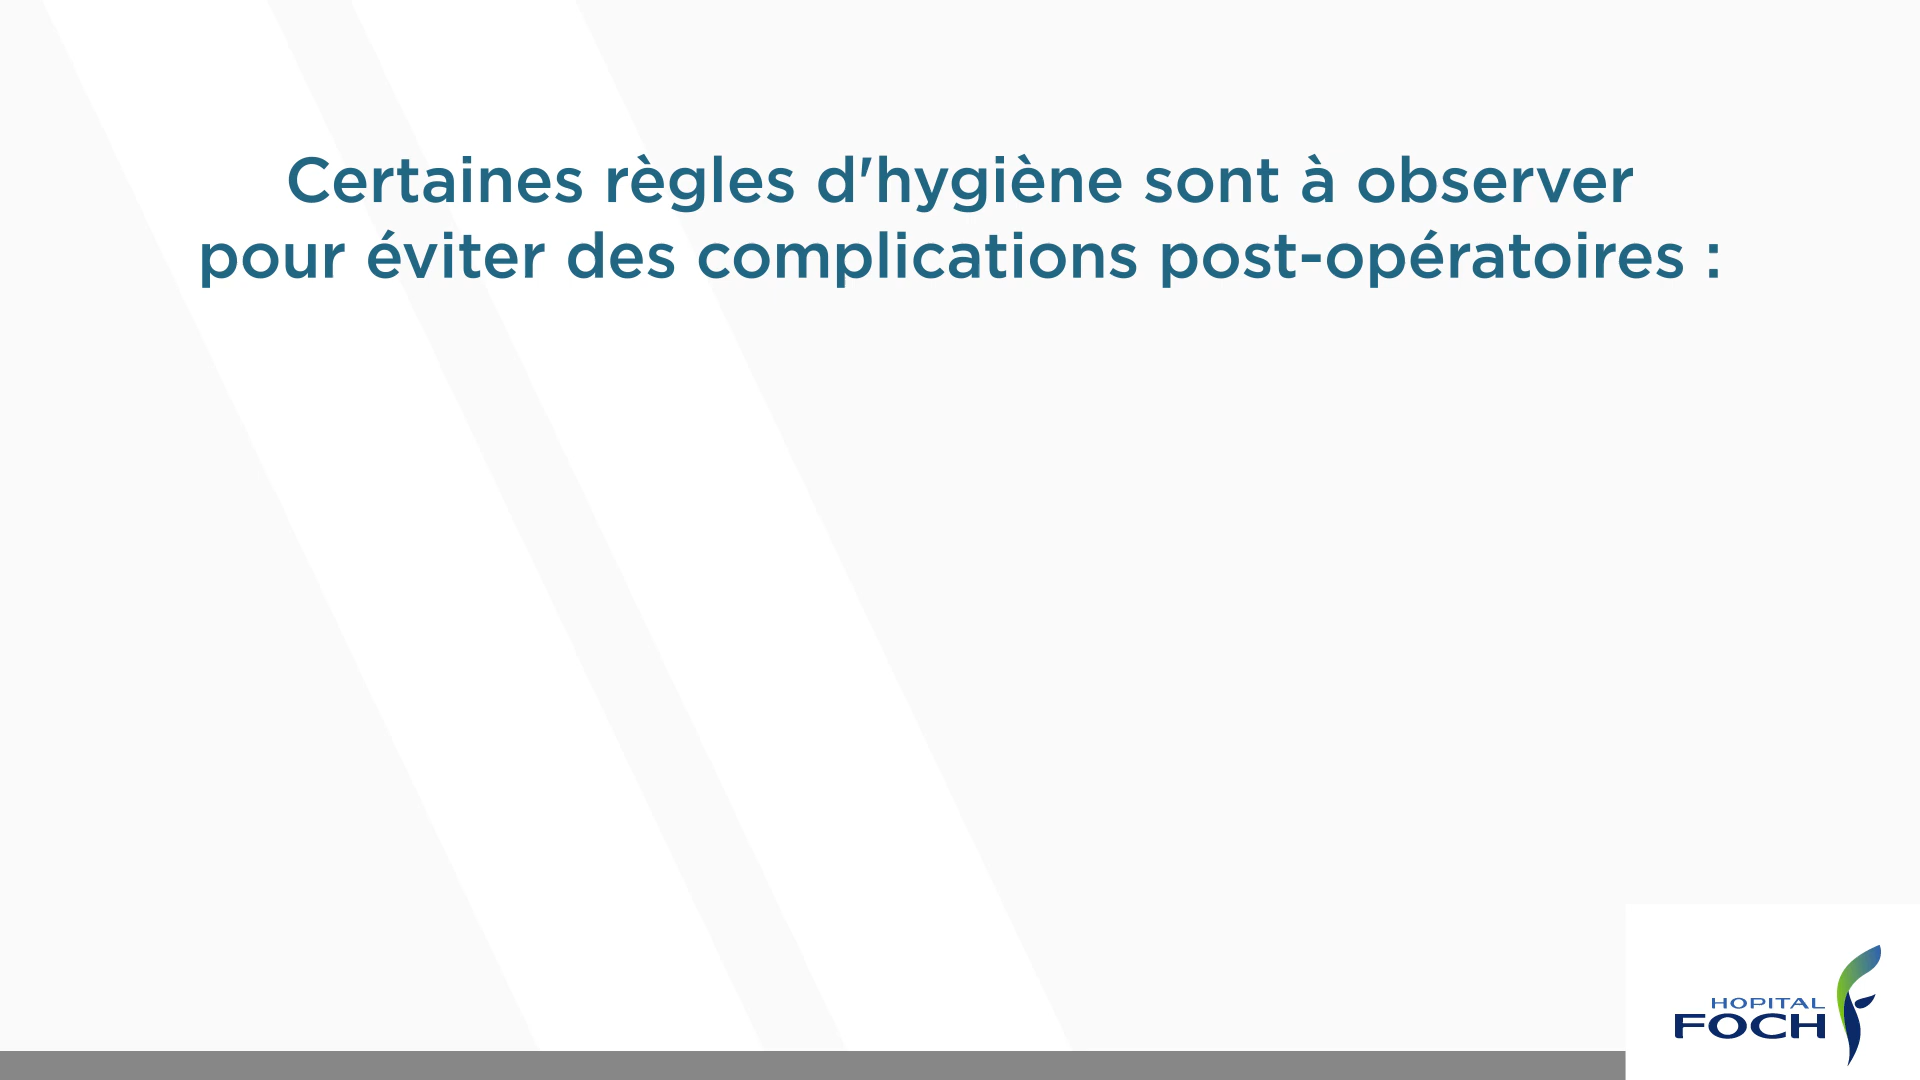 Certaines règles d'hygiène sont à observer
pour éviter des complications post-opératoires :
HOPITAL
FOCH